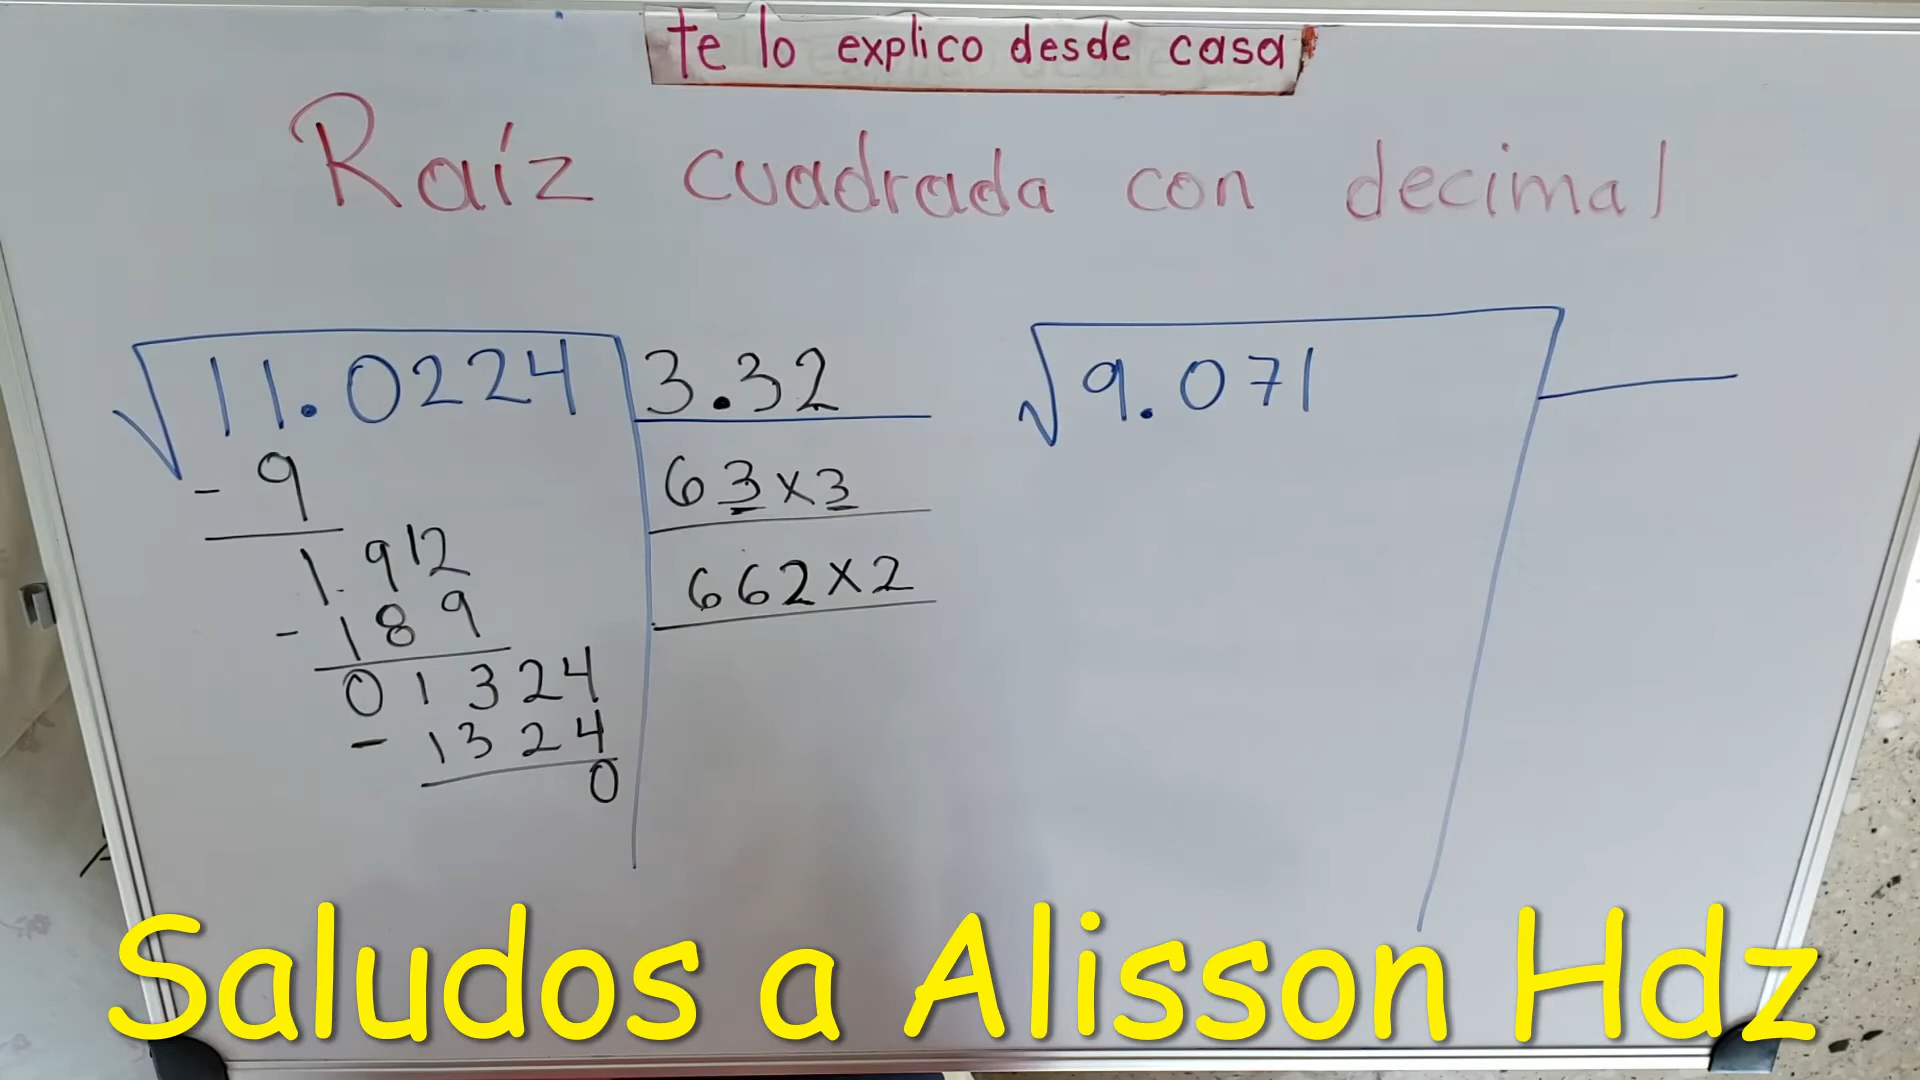 te lo explico desde casa
Raíz cuadrada con decimal
√11.0224 3.32
- 9 63x3
1.912 662x2
- 189
01324
- 1324
0
√9.071
Saludos a Alisson Hdz